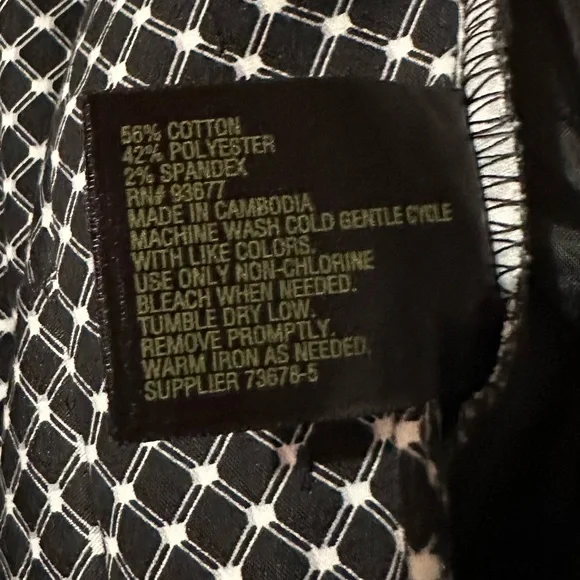 56% COTTON
42% POLYESTER
2% SPANDEX
RN# 93677
MADE IN CAMBODIA
MACHINE WASH COLD GENTLE CYCLE
WITH LIKE COLORS.
USE ONLY NON-CHLORINE
BLEACH WHEN NEEDED.
TUMBLE DRY LOW.
REMOVE PROMPTLY.
WARM IRON AS NEEDED.
SUPPLIER 73676-5